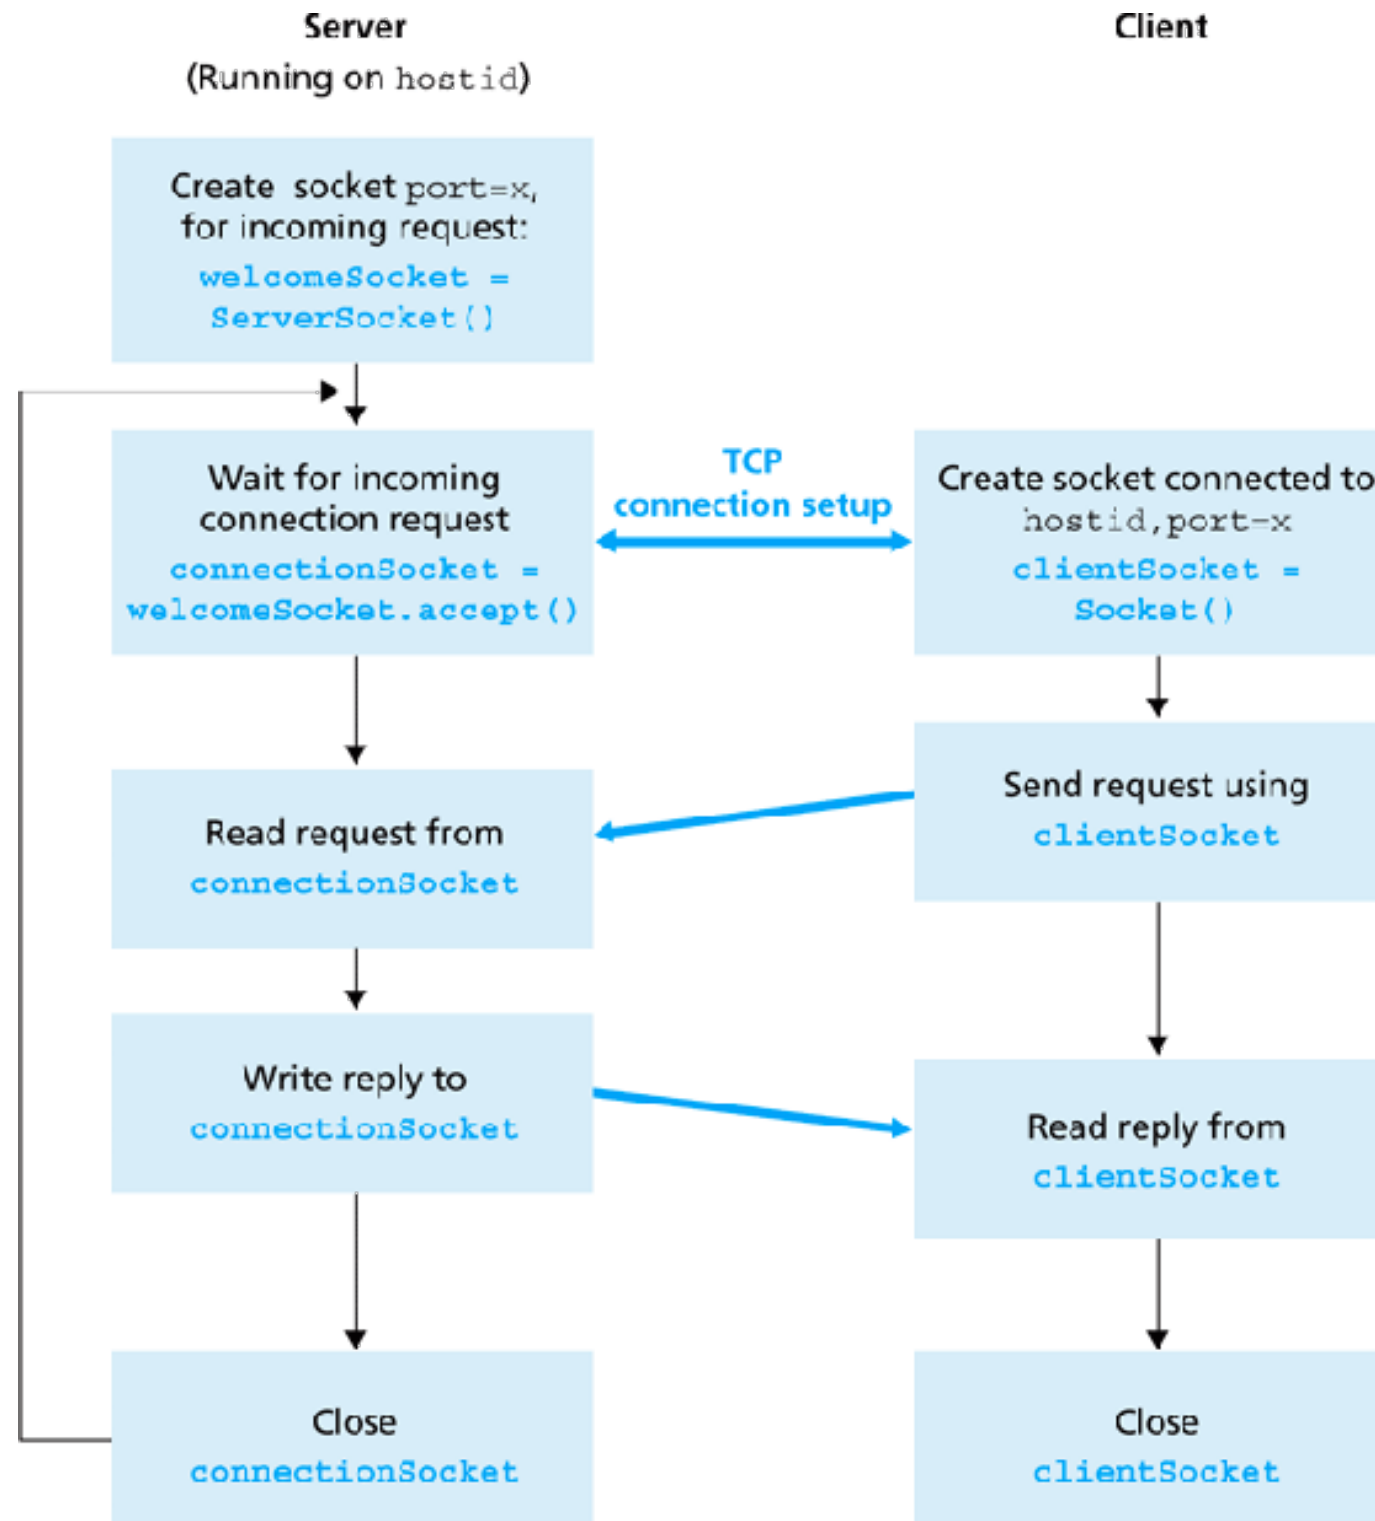 Server
(Running on hostid)
Create socket port=x,
for incoming request:
welcomeSocket =
ServerSocket()
Wait for incoming
connection request
connectionSocket =
welcomeSocket.accept()
Read request from
connectionSocket
Write reply to
connectionSocket
Close
connectionSocket
TCP
connection setup
Client
Create socket connected to
hostid,port=x
clientSocket =
Socket()
Send request using
clientSocket
Read reply from
clientSocket
Close
clientSocket